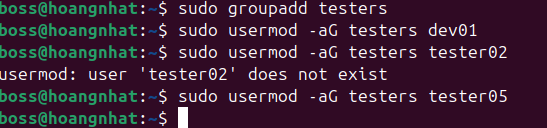 boss@hoangnhat:~$ sudo groupadd testers
boss@hoangnhat:~$ sudo usermod -aG testers dev01
boss@hoangnhat:~$ sudo usermod -aG testers tester02
usermod: user 'tester02' does not exist
boss@hoangnhat:~$ sudo usermod -aG testers tester05
boss@hoangnhat:~$